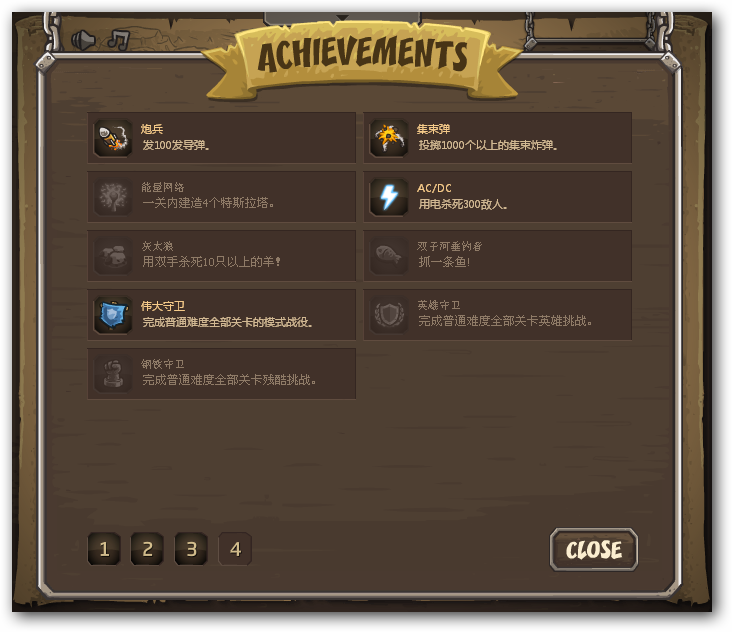 ACHIEVEMENTS
炮兵
发100发导弹。
集束弹
投掷1000个以上的集束炸弹。
能量网络
一关内建造4个特斯拉塔。
AC/DC
用电杀死300敌人。
灰太狼
用双手杀死10只以上的羊!
双子河垂钓者
抓一条鱼!
伟大守卫
完成普通难度全部关卡的模式战役。
英雄守卫
完成普通难度全部关卡英雄挑战。
钢铁守卫
完成普通难度全部关卡残酷挑战。
1 2 3 4
CLOSE